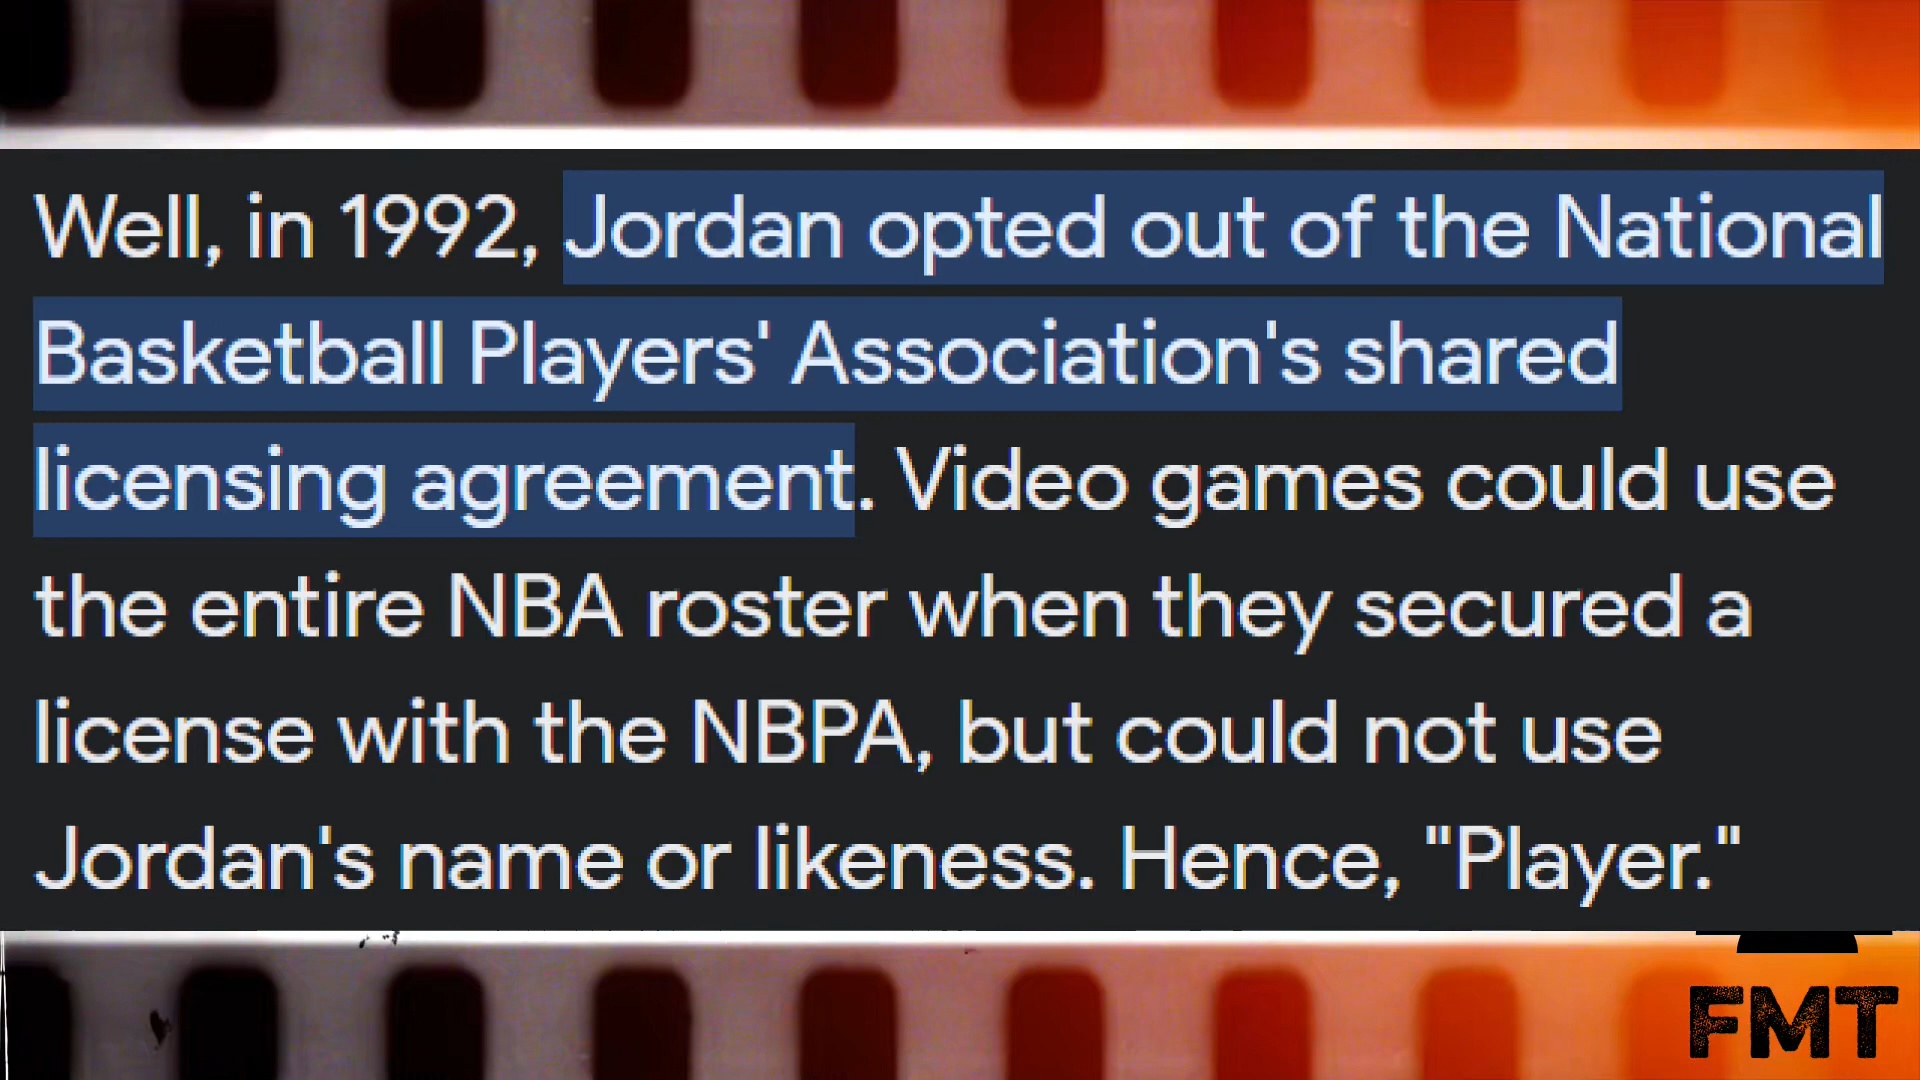 Well, in 1992, Jordan opted out of the National
Basketball Players' Association's shared
licensing agreement. Video games could use
the entire NBA roster when they secured a
license with the NBPA, but could not use
Jordan's name or likeness. Hence, "Player."
FMT